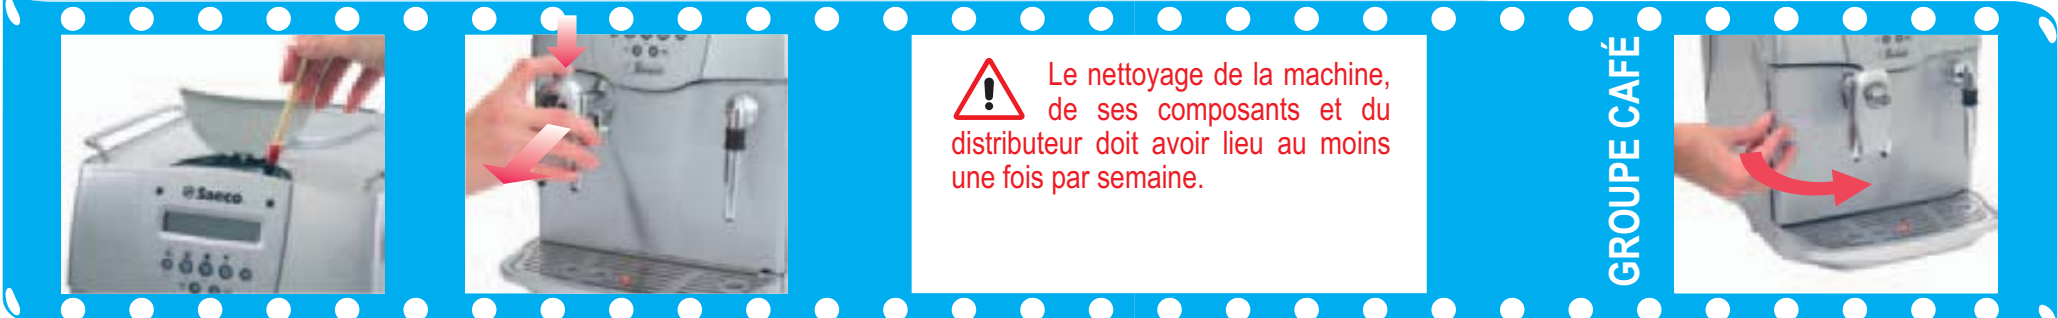 Saeco
Le nettoyage de la machine,
de ses composants et du
distributeur doit avoir lieu au moins
une fois par semaine.
GROUPE CAFÉ